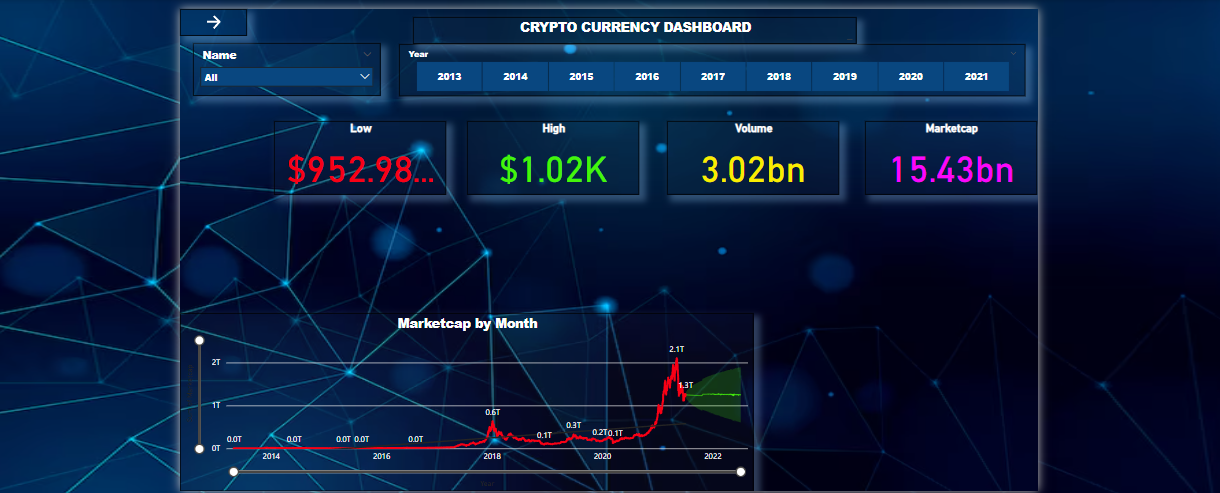 CRYPTO CURRENCY DASHBOARD
Name
All
Year
2013 2014 2015 2016 2017 2018 2019 2020 2021
Low
$952.98...
High
$1.02K
Volume
3.02bn
Marketcap
15.43bn
Marketcap by Month
2T
1T
0T
0.0T 0.0T 0.0T 0.0T 0.0T 0.6T 0.1T 0.3T 0.2T 0.1T 2.1T 1.3T
2014 2016 2018 2020 2022
Year